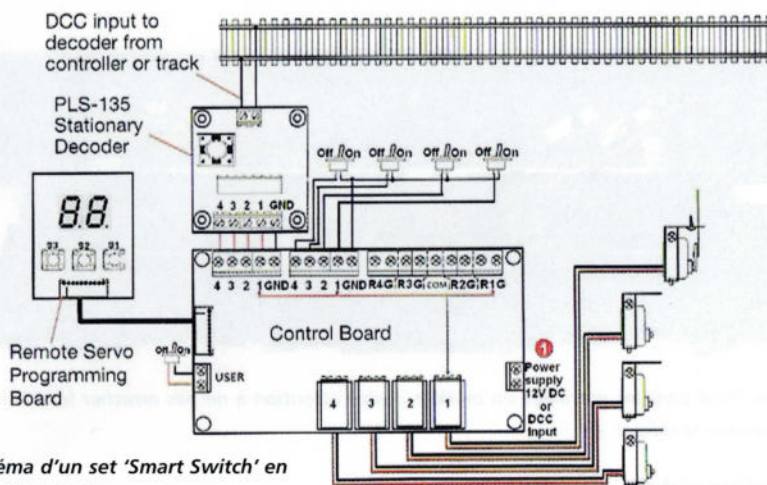 DCC input to
decoder from
controller or track
PLS-135
Stationary
Decoder
Off On Off On Off On Off On
88
4 3 2 1 GND
S3 S2 S1
4 3 2 1 GND 4 3 2 1 GND R4G R3G COM R2G R1G
Control Board
Remote Servo
Programming
Board
On On
USER
1
Power
supply
12V DC
or
DCC
Input
4 3 2 1
éma d'un set 'Smart Switch' en